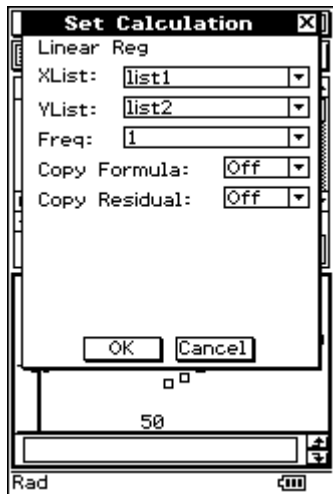 Set Calculation
Linear Reg
XList: list1
YList: list2
Freq: 1
Copy Formula: Off
Copy Residual: Off
OK Cancel
50
Rad